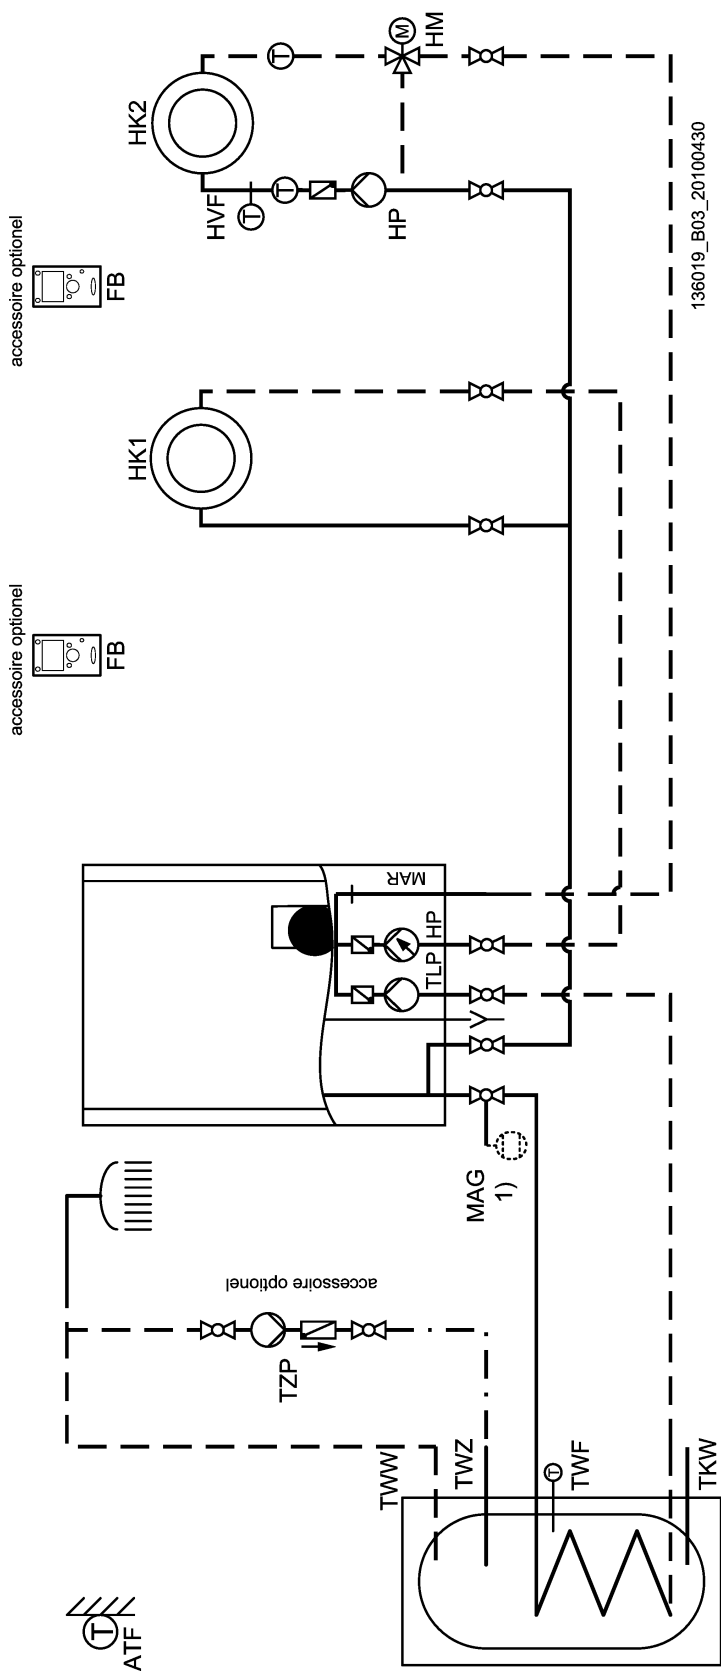 accessoire optionel
accessoire optionel
FB
FB
T
ATF
HK1
HK2
HVF
T
T
T
accessoire optionel
TZP
HP
M
HM
MAR
TLP
HP
TWW
TWZ
MAG
1)
T
TWF
TKW
136019_B03_20100430